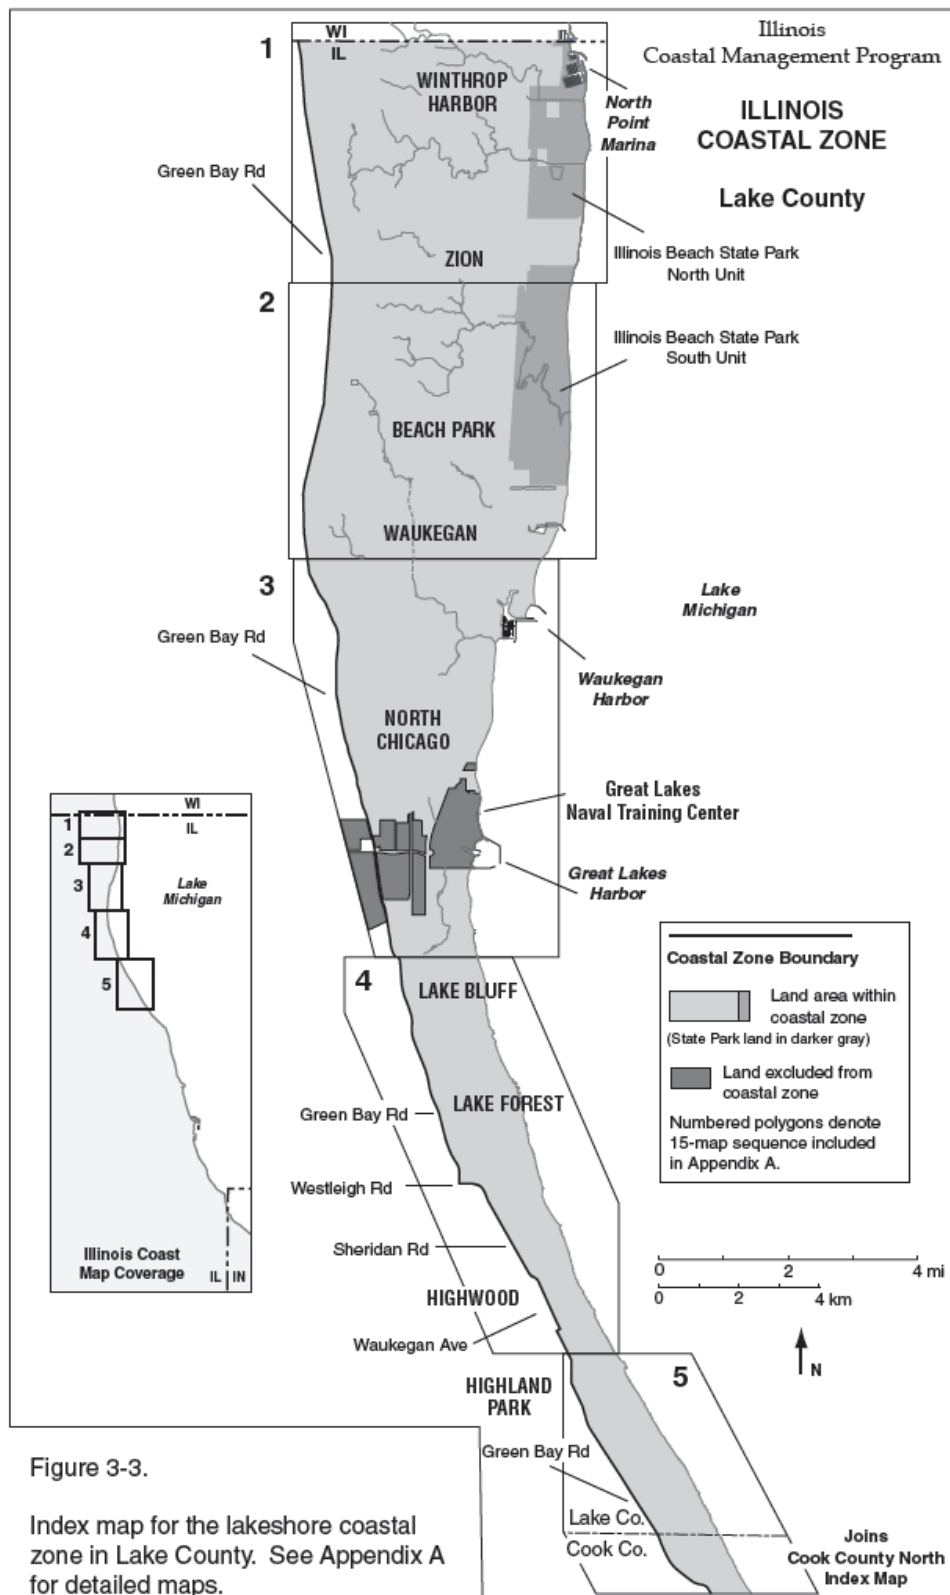 Illinois
Coastal Management Program
ILLINOIS
COASTAL ZONE
Lake County
WI
IL
1
WINTHROP
HARBOR
North
Point
Marina
Green Bay Rd
Illinois Beach State Park
North Unit
ZION
2
Illinois Beach State Park
South Unit
BEACH PARK
WAUKEGAN
3
Lake
Michigan
Green Bay Rd
Waukegan
Harbor
NORTH
CHICAGO
Great Lakes
Naval Training Center
Great Lakes
Harbor
WI
IL
1
2
3
4
5
Lake
Michigan
Illinois Coast
Map Coverage
IL
IN
4
LAKE BLUFF
LAKE FOREST
Green Bay Rd
Westleigh Rd
Sheridan Rd
HIGHWOOD
Waukegan Ave
Coastal Zone Boundary
Land area within
coastal zone
(State Park land in darker gray)
Land excluded from
coastal zone
Numbered polygons denote
15-map sequence included
in Appendix A.
0 2 4 mi
0 2 4 km
N
5
HIGHLAND
PARK
Green Bay Rd
Lake Co.
Cook Co.
Joins
Cook County North
Index Map
Figure 3-3.
Index map for the lakeshore coastal
zone in Lake County. See Appendix A
for detailed maps.